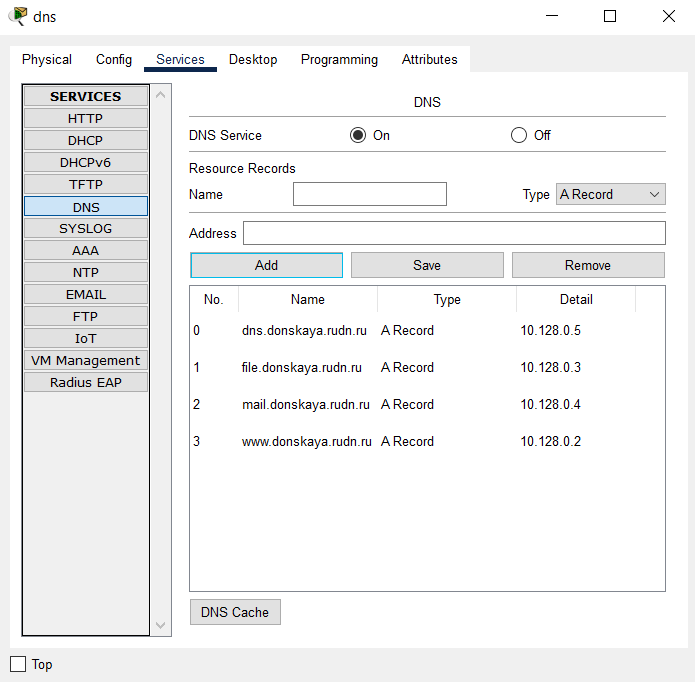 dns
Physical Config Services Desktop Programming Attributes
SERVICES
HTTP
DHCP
DHCPv6
TFTP
DNS
SYSLOG
AAA
NTP
EMAIL
FTP
IoT
VM Management
Radius EAP
DNS
DNS Service On Off
Resource Records
Name Type A Record
Address
Add Save Remove
No. Name Type Detail
0 dns.donskaya.rudn.ru A Record 10.128.0.5
1 file.donskaya.rudn.ru A Record 10.128.0.3
2 mail.donskaya.rudn.ru A Record 10.128.0.4
3 www.donskaya.rudn.ru A Record 10.128.0.2
DNS Cache
Top